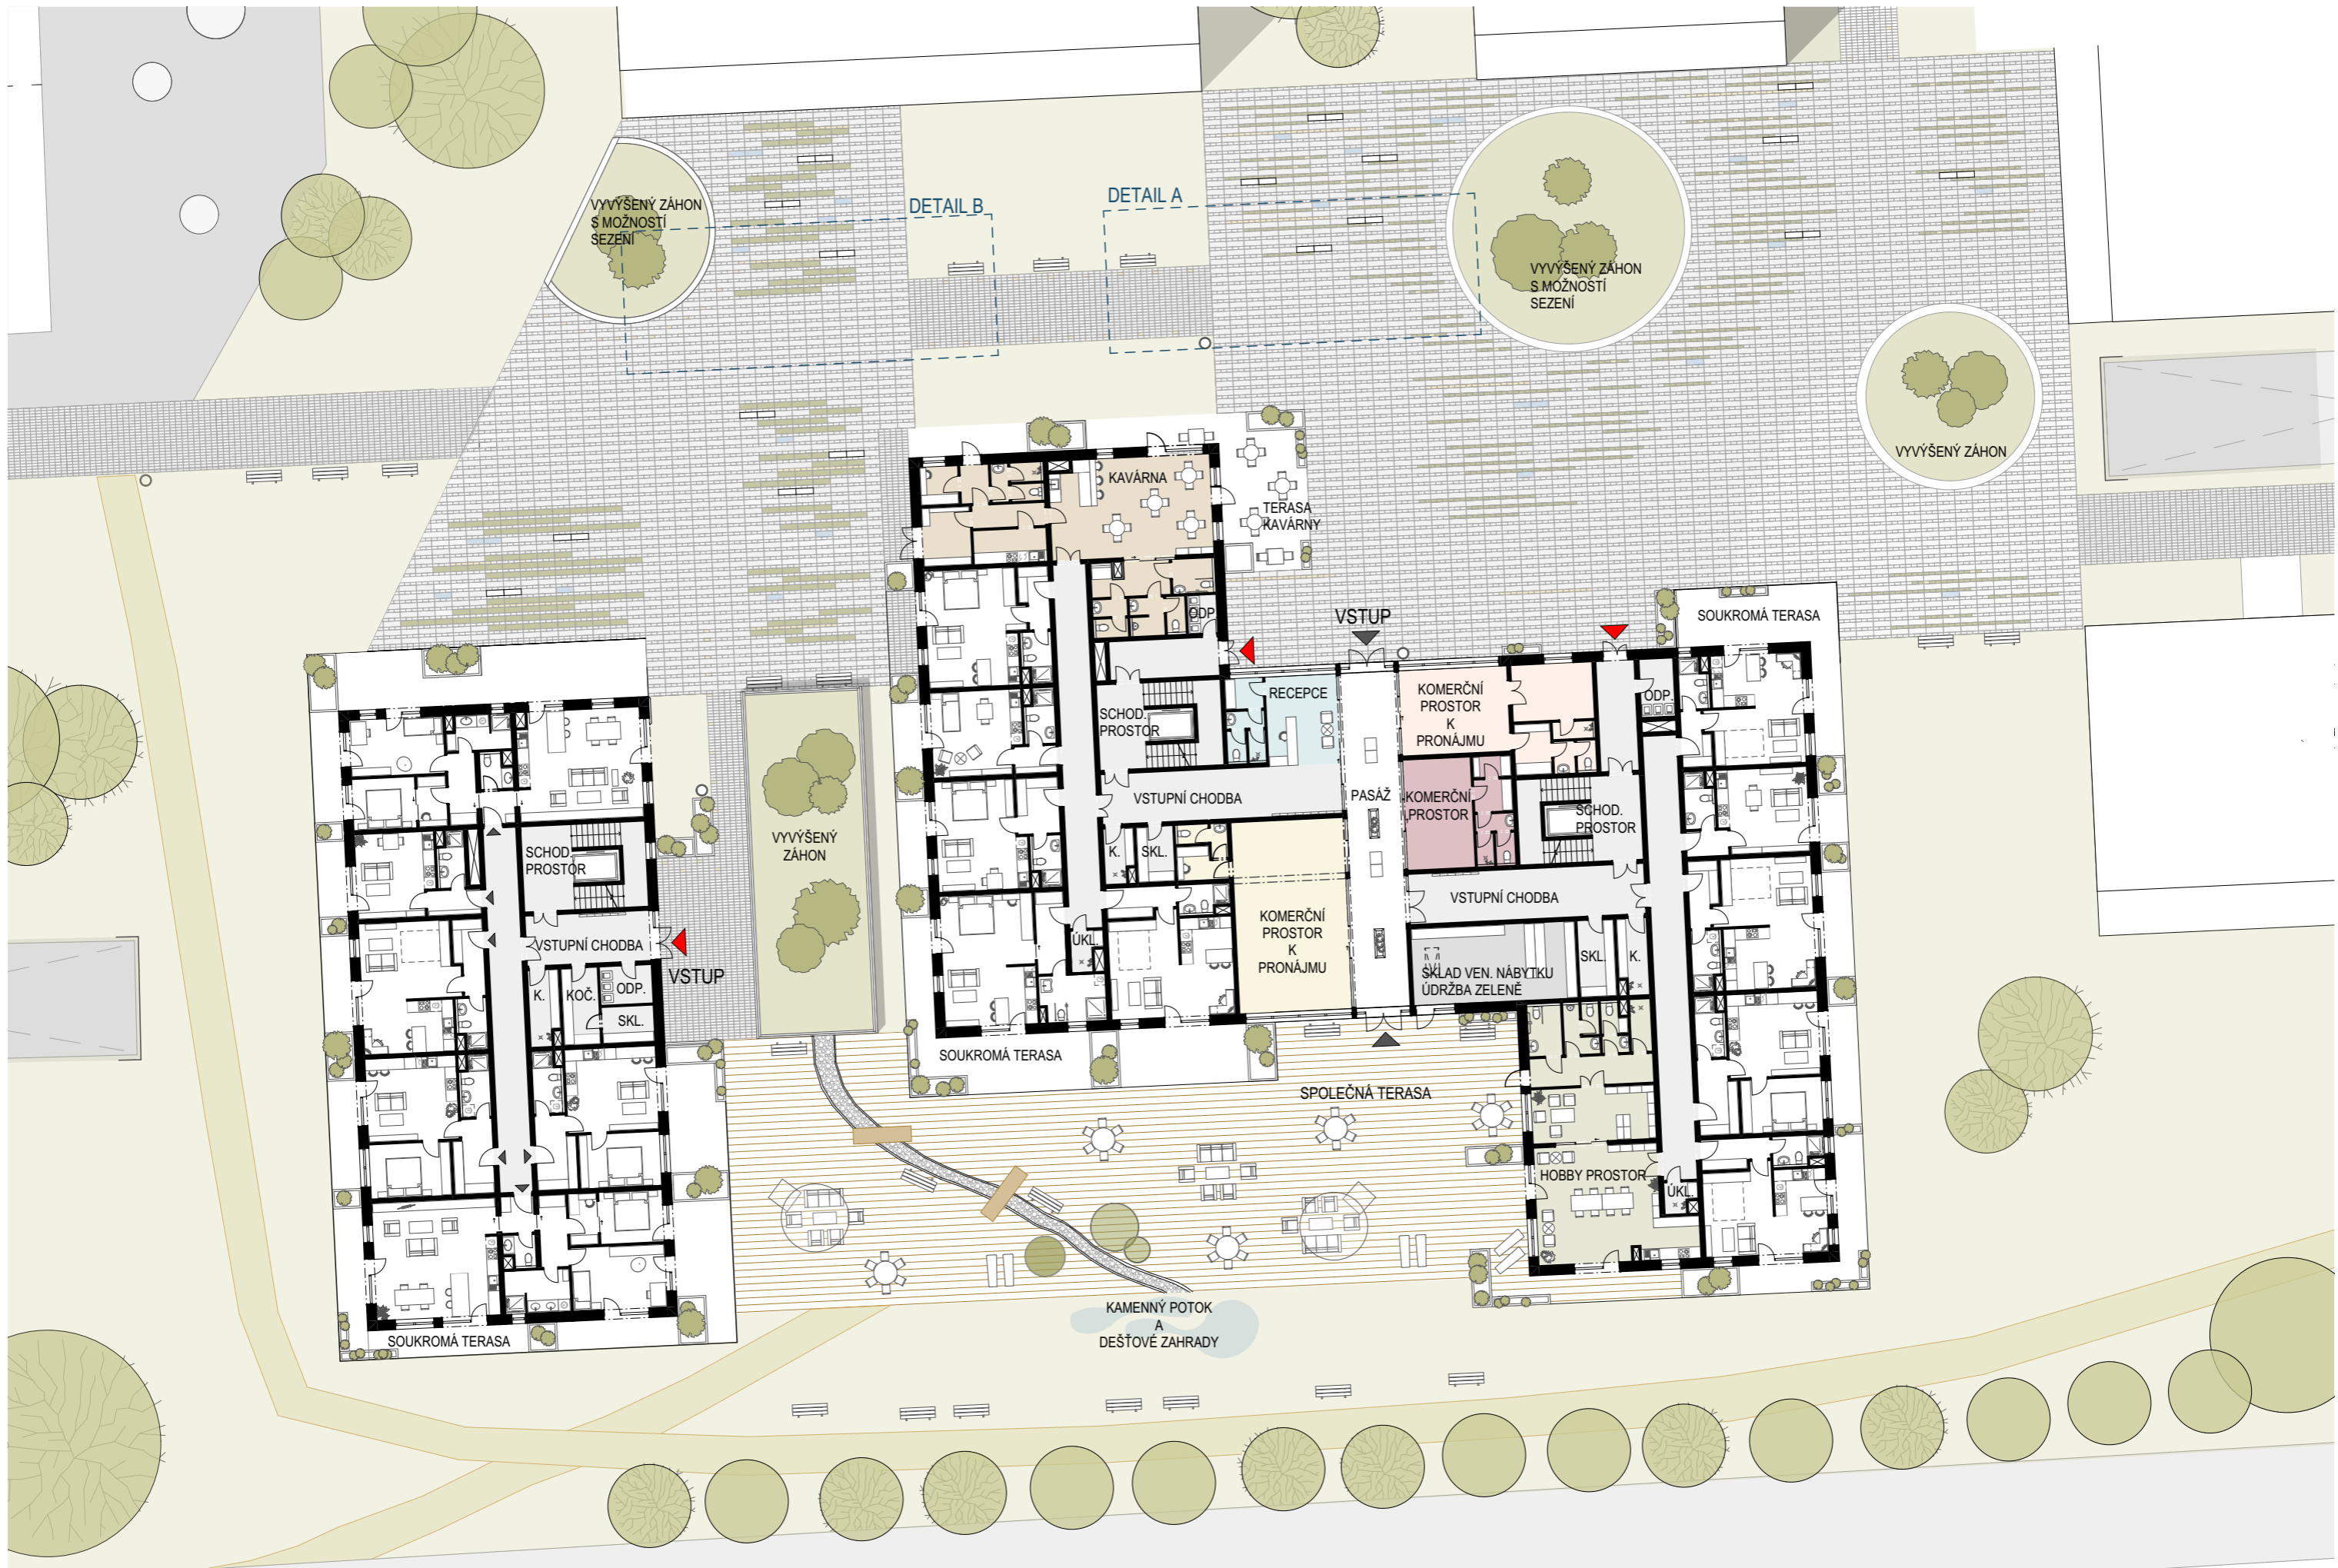 VYVÝŠENÝ ZÁHON
S MOŽNOSTÍ
SEZENÍ
DETAIL B
DETAIL A
VYVÝŠENÝ ZÁHON
S MOŽNOSTÍ
SEZENÍ
VYVÝŠENÝ ZÁHON
KAVÁRNA
TERASA
KAVÁRNY
ODP.
VSTUP
SOUKROMÁ TERASA
RECEPCE
KOMERČNÍ
PROSTOR
K
PRONÁJMU
ODP.
SCHOD.
PROSTOR
VSTUPNÍ CHODBA
PASÁŽ
KOMERČNÍ
PROSTOR
SCHOD.
PROSTOR
VYVÝŠENÝ
ZÁHON
K.
SKL.
SCHOD.
PROSTOR
VSTUPNÍ CHODBA
KOMERČNÍ
PROSTOR
K
PRONÁJMU
ÚKL.
VSTUPNÍ CHODBA
VSTUP
K.
KOČ.
ODP.
SKL.
SKL.
K.
SKLAD VEN. NÁBYTKU
ÚDRŽBA ZELENĚ
SOUKROMÁ TERASA
SPOLEČNÁ TERASA
HOBBY PROSTOR
ÚKL.
KAMENNÝ POTOK
A
DEŠŤOVÉ ZAHRADY
SOUKROMÁ TERASA